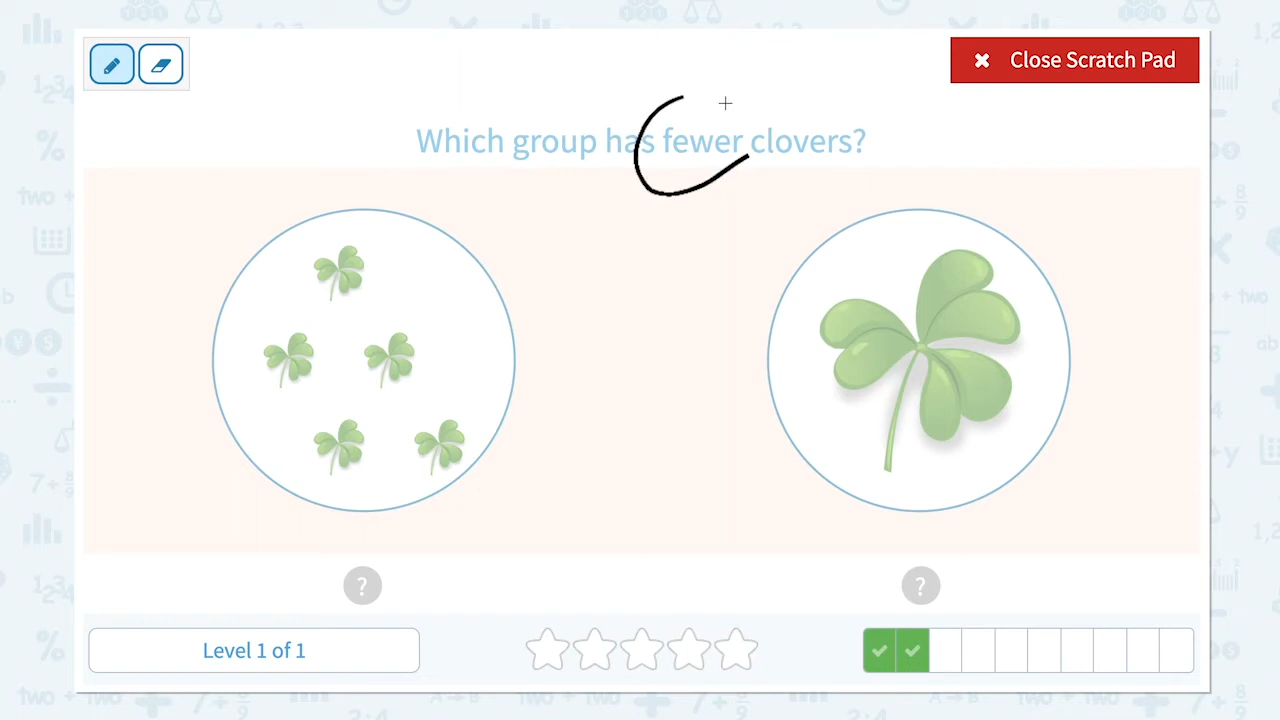 Close Scratch Pad
Which group has fewer clovers?
? ?
Level 1 of 1